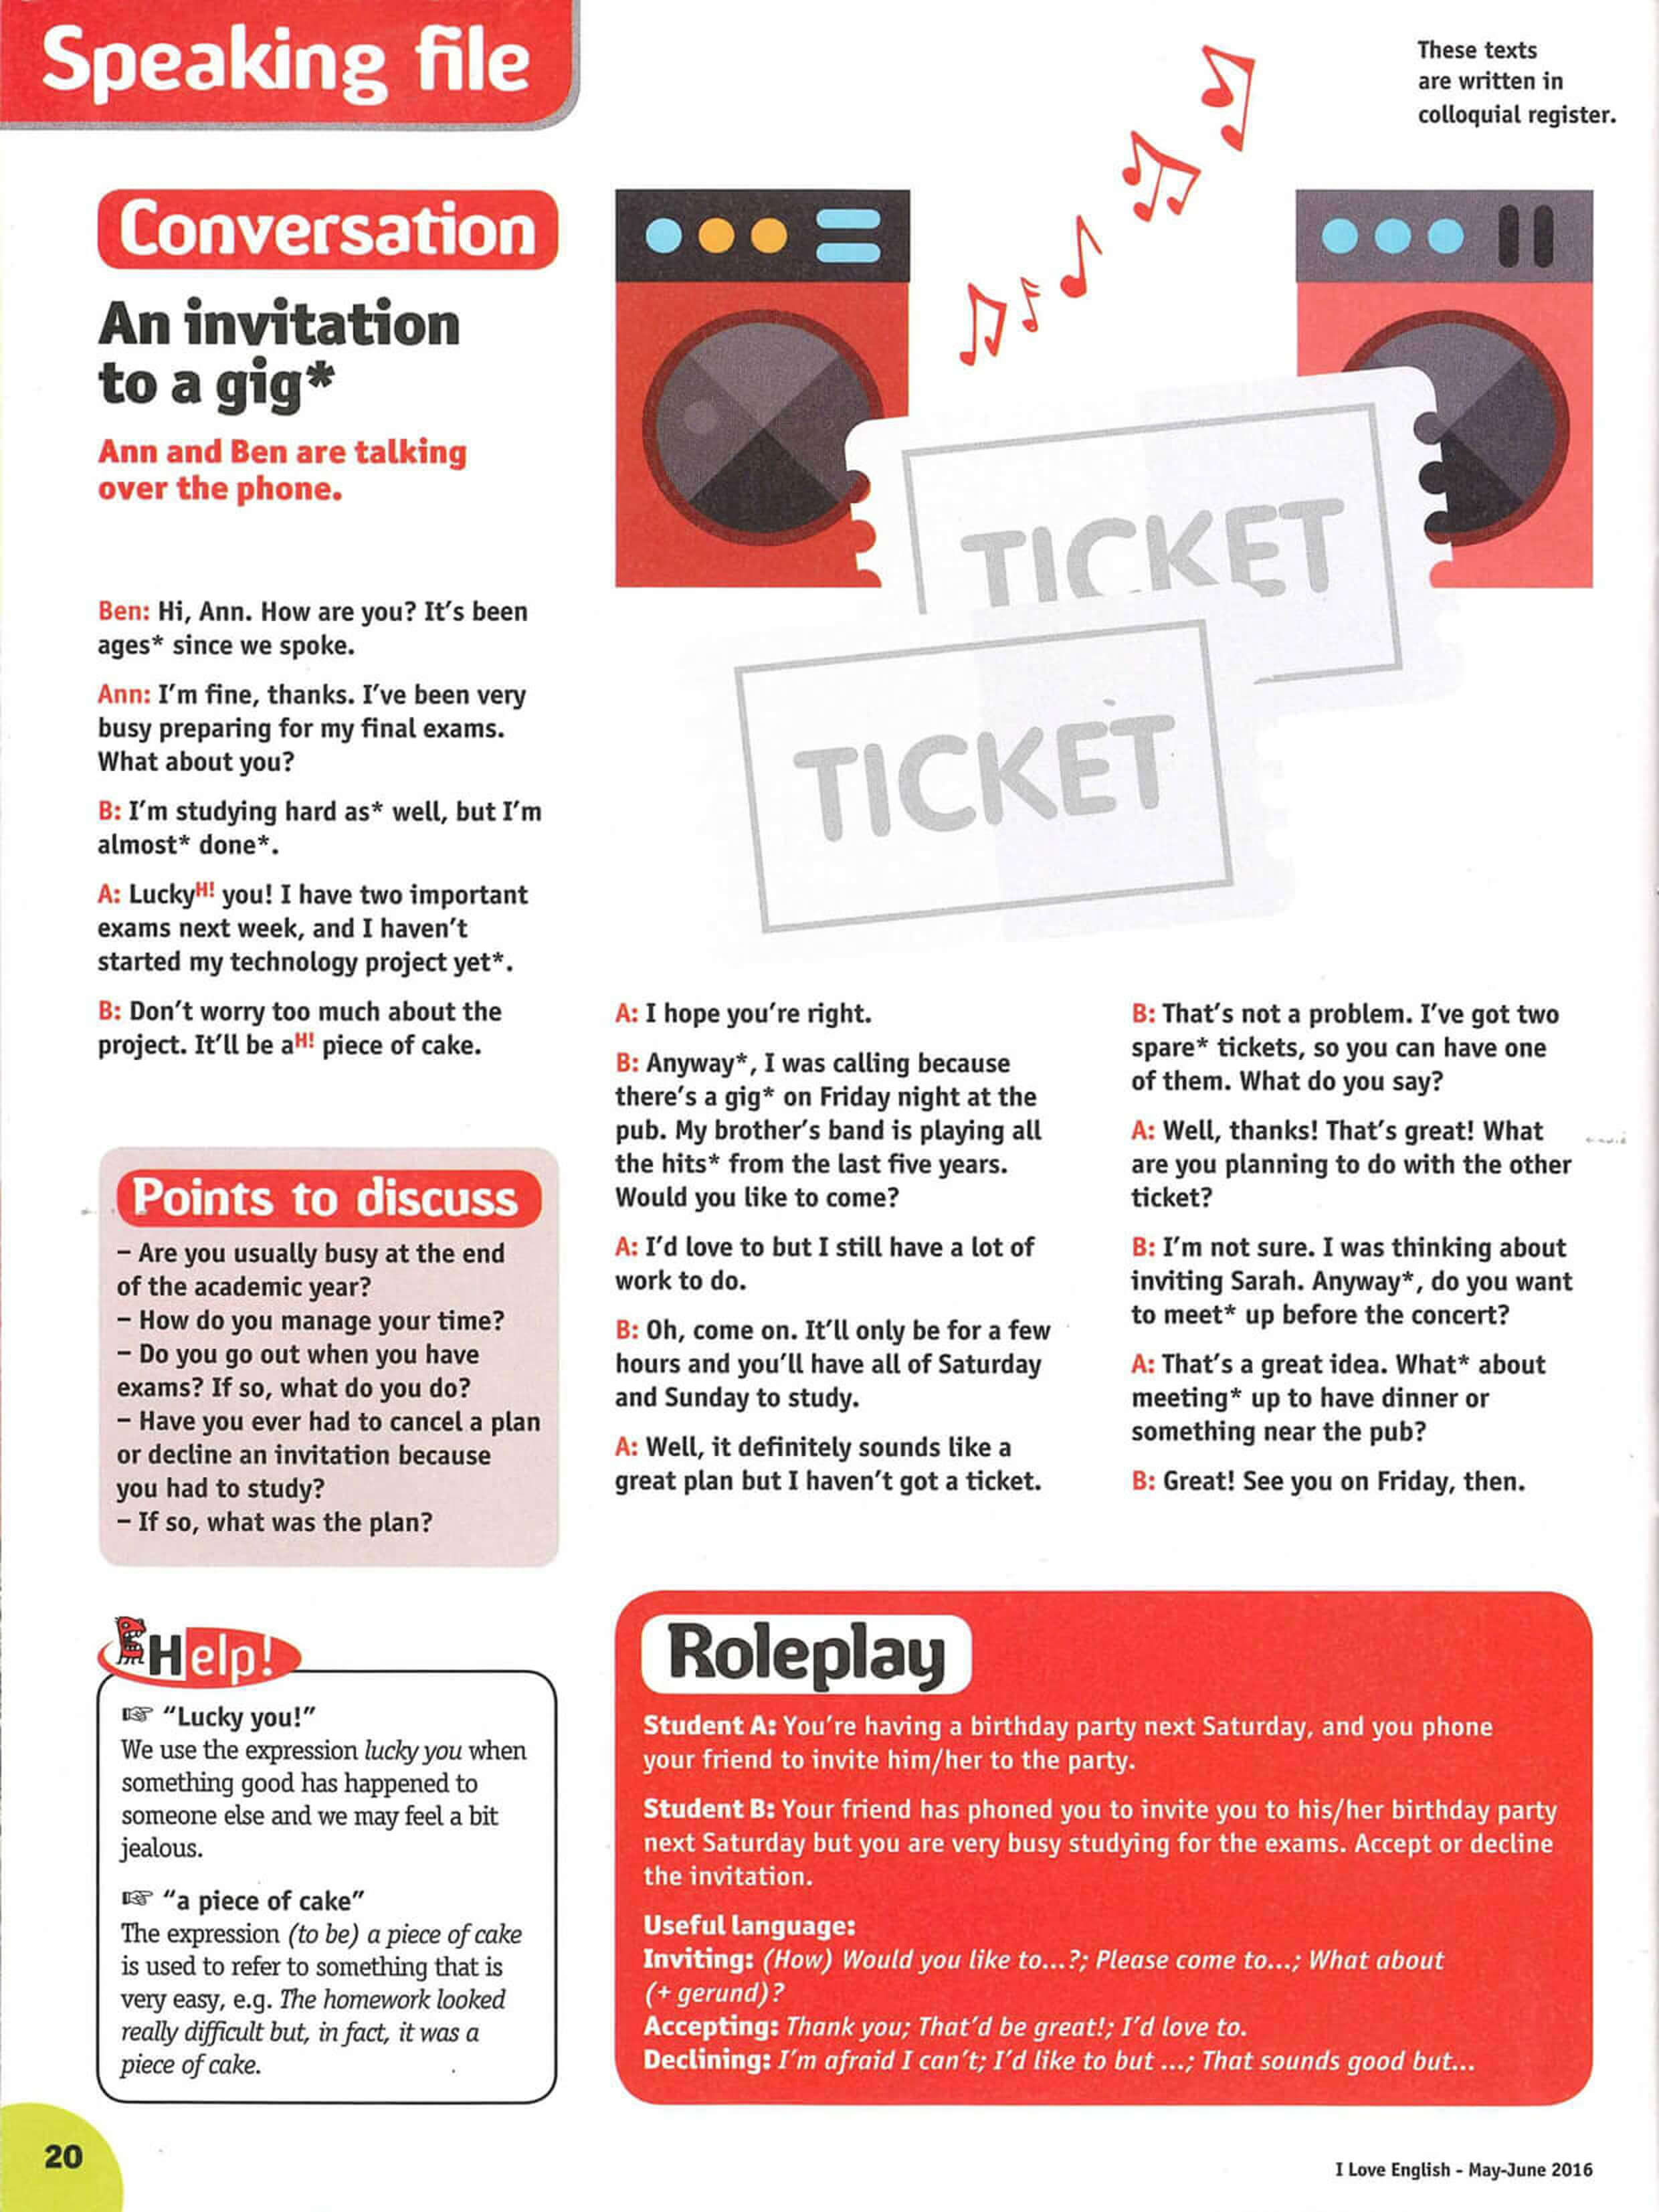 Speaking file
These texts
are written in
colloquial register.
Conversation
An invitation
to a gig*
Ann and Ben are talking
over the phone.
Ben: Hi, Ann. How are you? It's been
ages* since we spoke.
Ann: I'm fine, thanks. I've been very
busy preparing for my final exams.
What about you?
B: I'm studying hard as* well, but I'm
almost* done*.
A: LuckyH! you! I have two important
exams next week, and I haven't
started my technology project yet*.
B: Don't worry too much about the
project. It'll be aH! piece of cake.
TICKET
TICKET
A: I hope you're right.
B: Anyway*, I was calling because
there's a gig* on Friday night at the
pub. My brother's band is playing all
the hits* from the last five years.
Would you like to come?
A: I'd love to but I still have a lot of
work to do.
B: Oh, come on. It'll only be for a few
hours and you'll have all of Saturday
and Sunday to study.
A: Well, it definitely sounds like a
great plan but I haven't got a ticket.
B: That's not a problem. I've got two
spare* tickets, so you can have one
of them. What do you say?
A: Well, thanks! That's great! What
are you planning to do with the other
ticket?
B: I'm not sure. I was thinking about
inviting Sarah. Anyway*, do you want
to meet* up before the concert?
A: That's a great idea. What* about
meeting* up to have dinner or
something near the pub?
B: Great! See you on Friday, then.
Points to discuss
– Are you usually busy at the end
of the academic year?
– How do you manage your time?
– Do you go out when you have
exams? If so, what do you do?
– Have you ever had to cancel a plan
or decline an invitation because
you had to study?
– If so, what was the plan?
Help!
☞ "Lucky you!"
We use the expression lucky you when
something good has happened to
someone else and we may feel a bit
jealous.
☞ "a piece of cake"
The expression (to be) a piece of cake
is used to refer to something that is
very easy, e.g. The homework looked
really difficult but, in fact, it was a
piece of cake.
Roleplay
Student A: You're having a birthday party next Saturday, and you phone
your friend to invite him/her to the party.
Student B: Your friend has phoned you to invite you to his/her birthday party
next Saturday but you are very busy studying for the exams. Accept or decline
the invitation.
Useful language:
Inviting: (How) Would you like to...?; Please come to...; What about
(+ gerund)?
Accepting: Thank you; That'd be great!; I'd love to.
Declining: I'm afraid I can't; I'd like to but ...; That sounds good but...
20
I Love English - May-June 2016